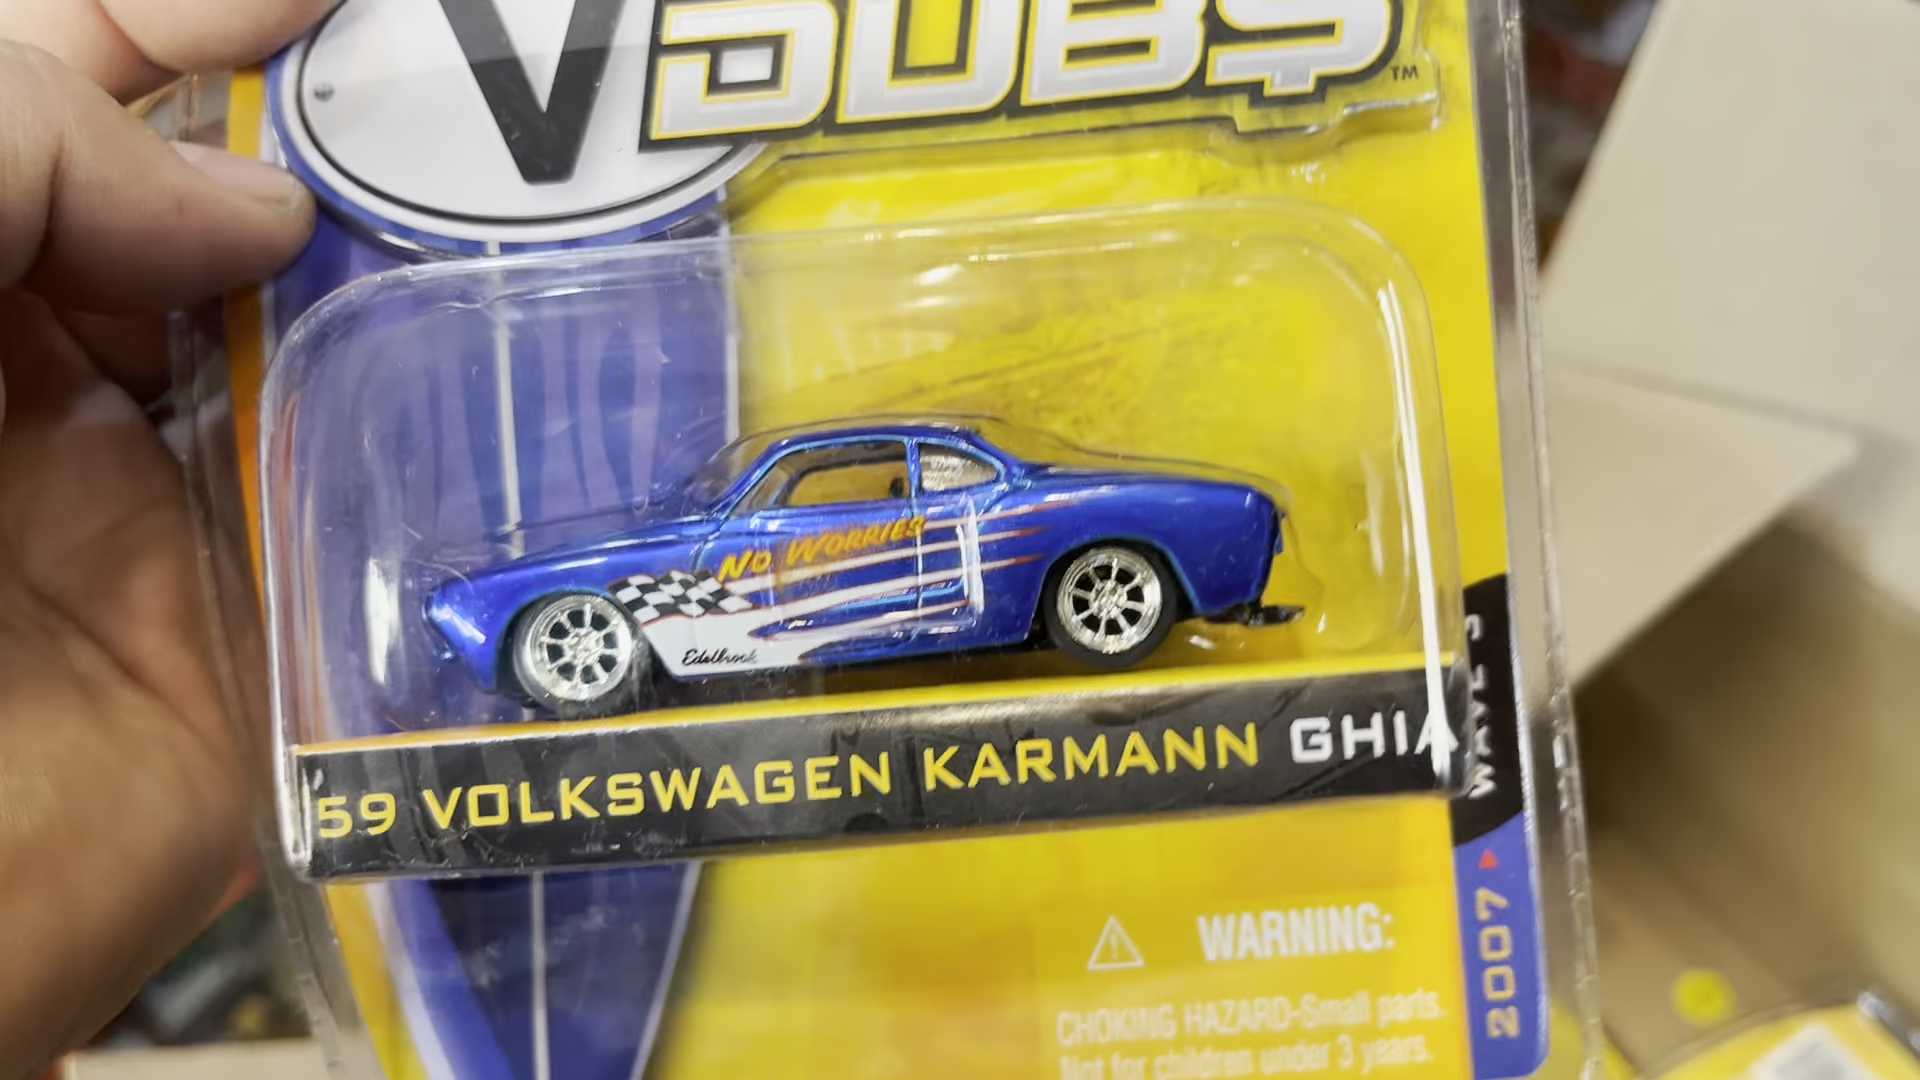 V DUB$ ™
NO WORRIES
Edelbrock
'59 VOLKSWAGEN KARMANN GHIA
WAVE 3
2007
WARNING:
CHOKING HAZARD-Small parts.
Not for children under 3 years.